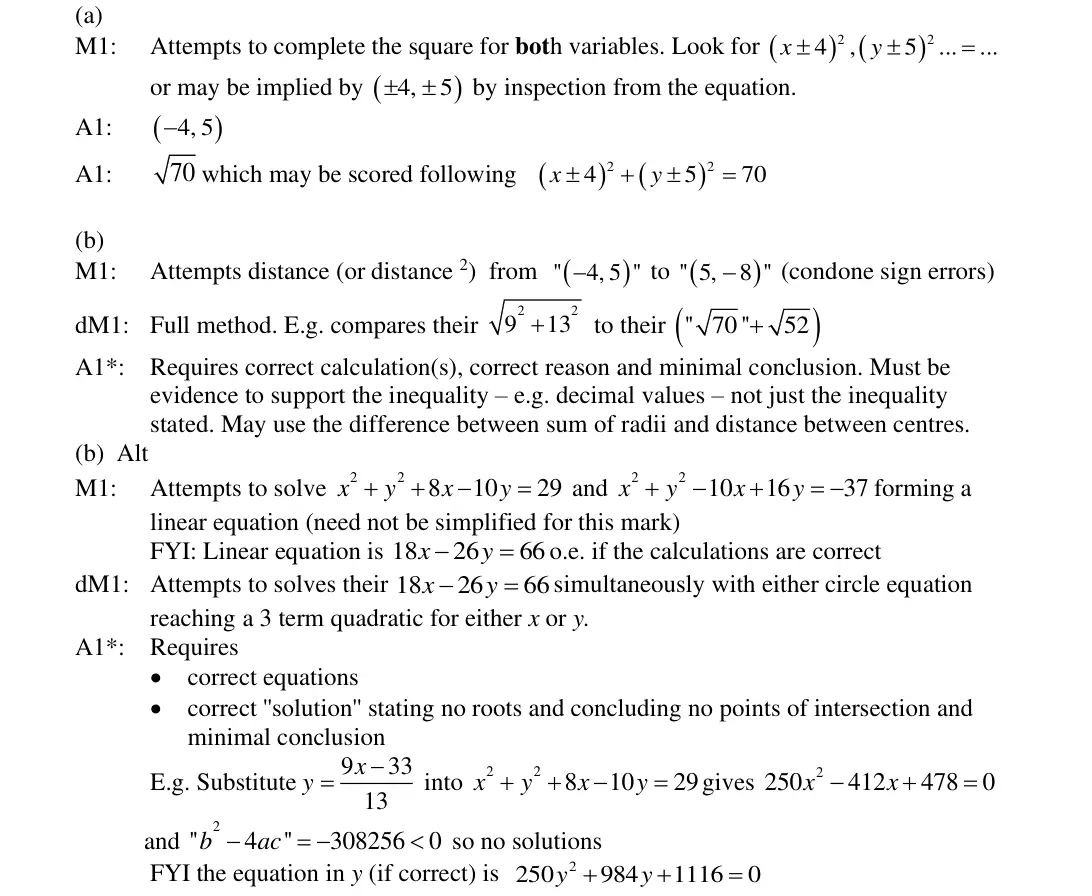 (a)
M1: Attempts to complete the square for both variables. Look for (x±4)²,(y±5)²...=...
or may be implied by (±4,±5) by inspection from the equation.
A1: (−4,5)
A1: √70 which may be scored following (x±4)²+(y±5)²=70
(b)
M1: Attempts distance (or distance ²) from "(−4,5)" to "(5,−8)" (condone sign errors)
dM1: Full method. E.g. compares their √9²+13² to their ("√70"+√52)
A1*: Requires correct calculation(s), correct reason and minimal conclusion. Must be
evidence to support the inequality – e.g. decimal values – not just the inequality
stated. May use the difference between sum of radii and distance between centres.
(b) Alt
M1: Attempts to solve x²+y²+8x−10y=29 and x²+y²−10x+16y=−37 forming a
linear equation (need not be simplified for this mark)
FYI: Linear equation is 18x−26y=66 o.e. if the calculations are correct
dM1: Attempts to solves their 18x−26y=66 simultaneously with either circle equation
reaching a 3 term quadratic for either x or y.
A1*: Requires
• correct equations
• correct "solution" stating no roots and concluding no points of intersection and
minimal conclusion
E.g. Substitute y=(9x−33)/13 into x²+y²+8x−10y=29 gives 250x²−412x+478=0
and "b²−4ac"=−308256<0 so no solutions
FYI the equation in y (if correct) is 250y²+984y+1116=0